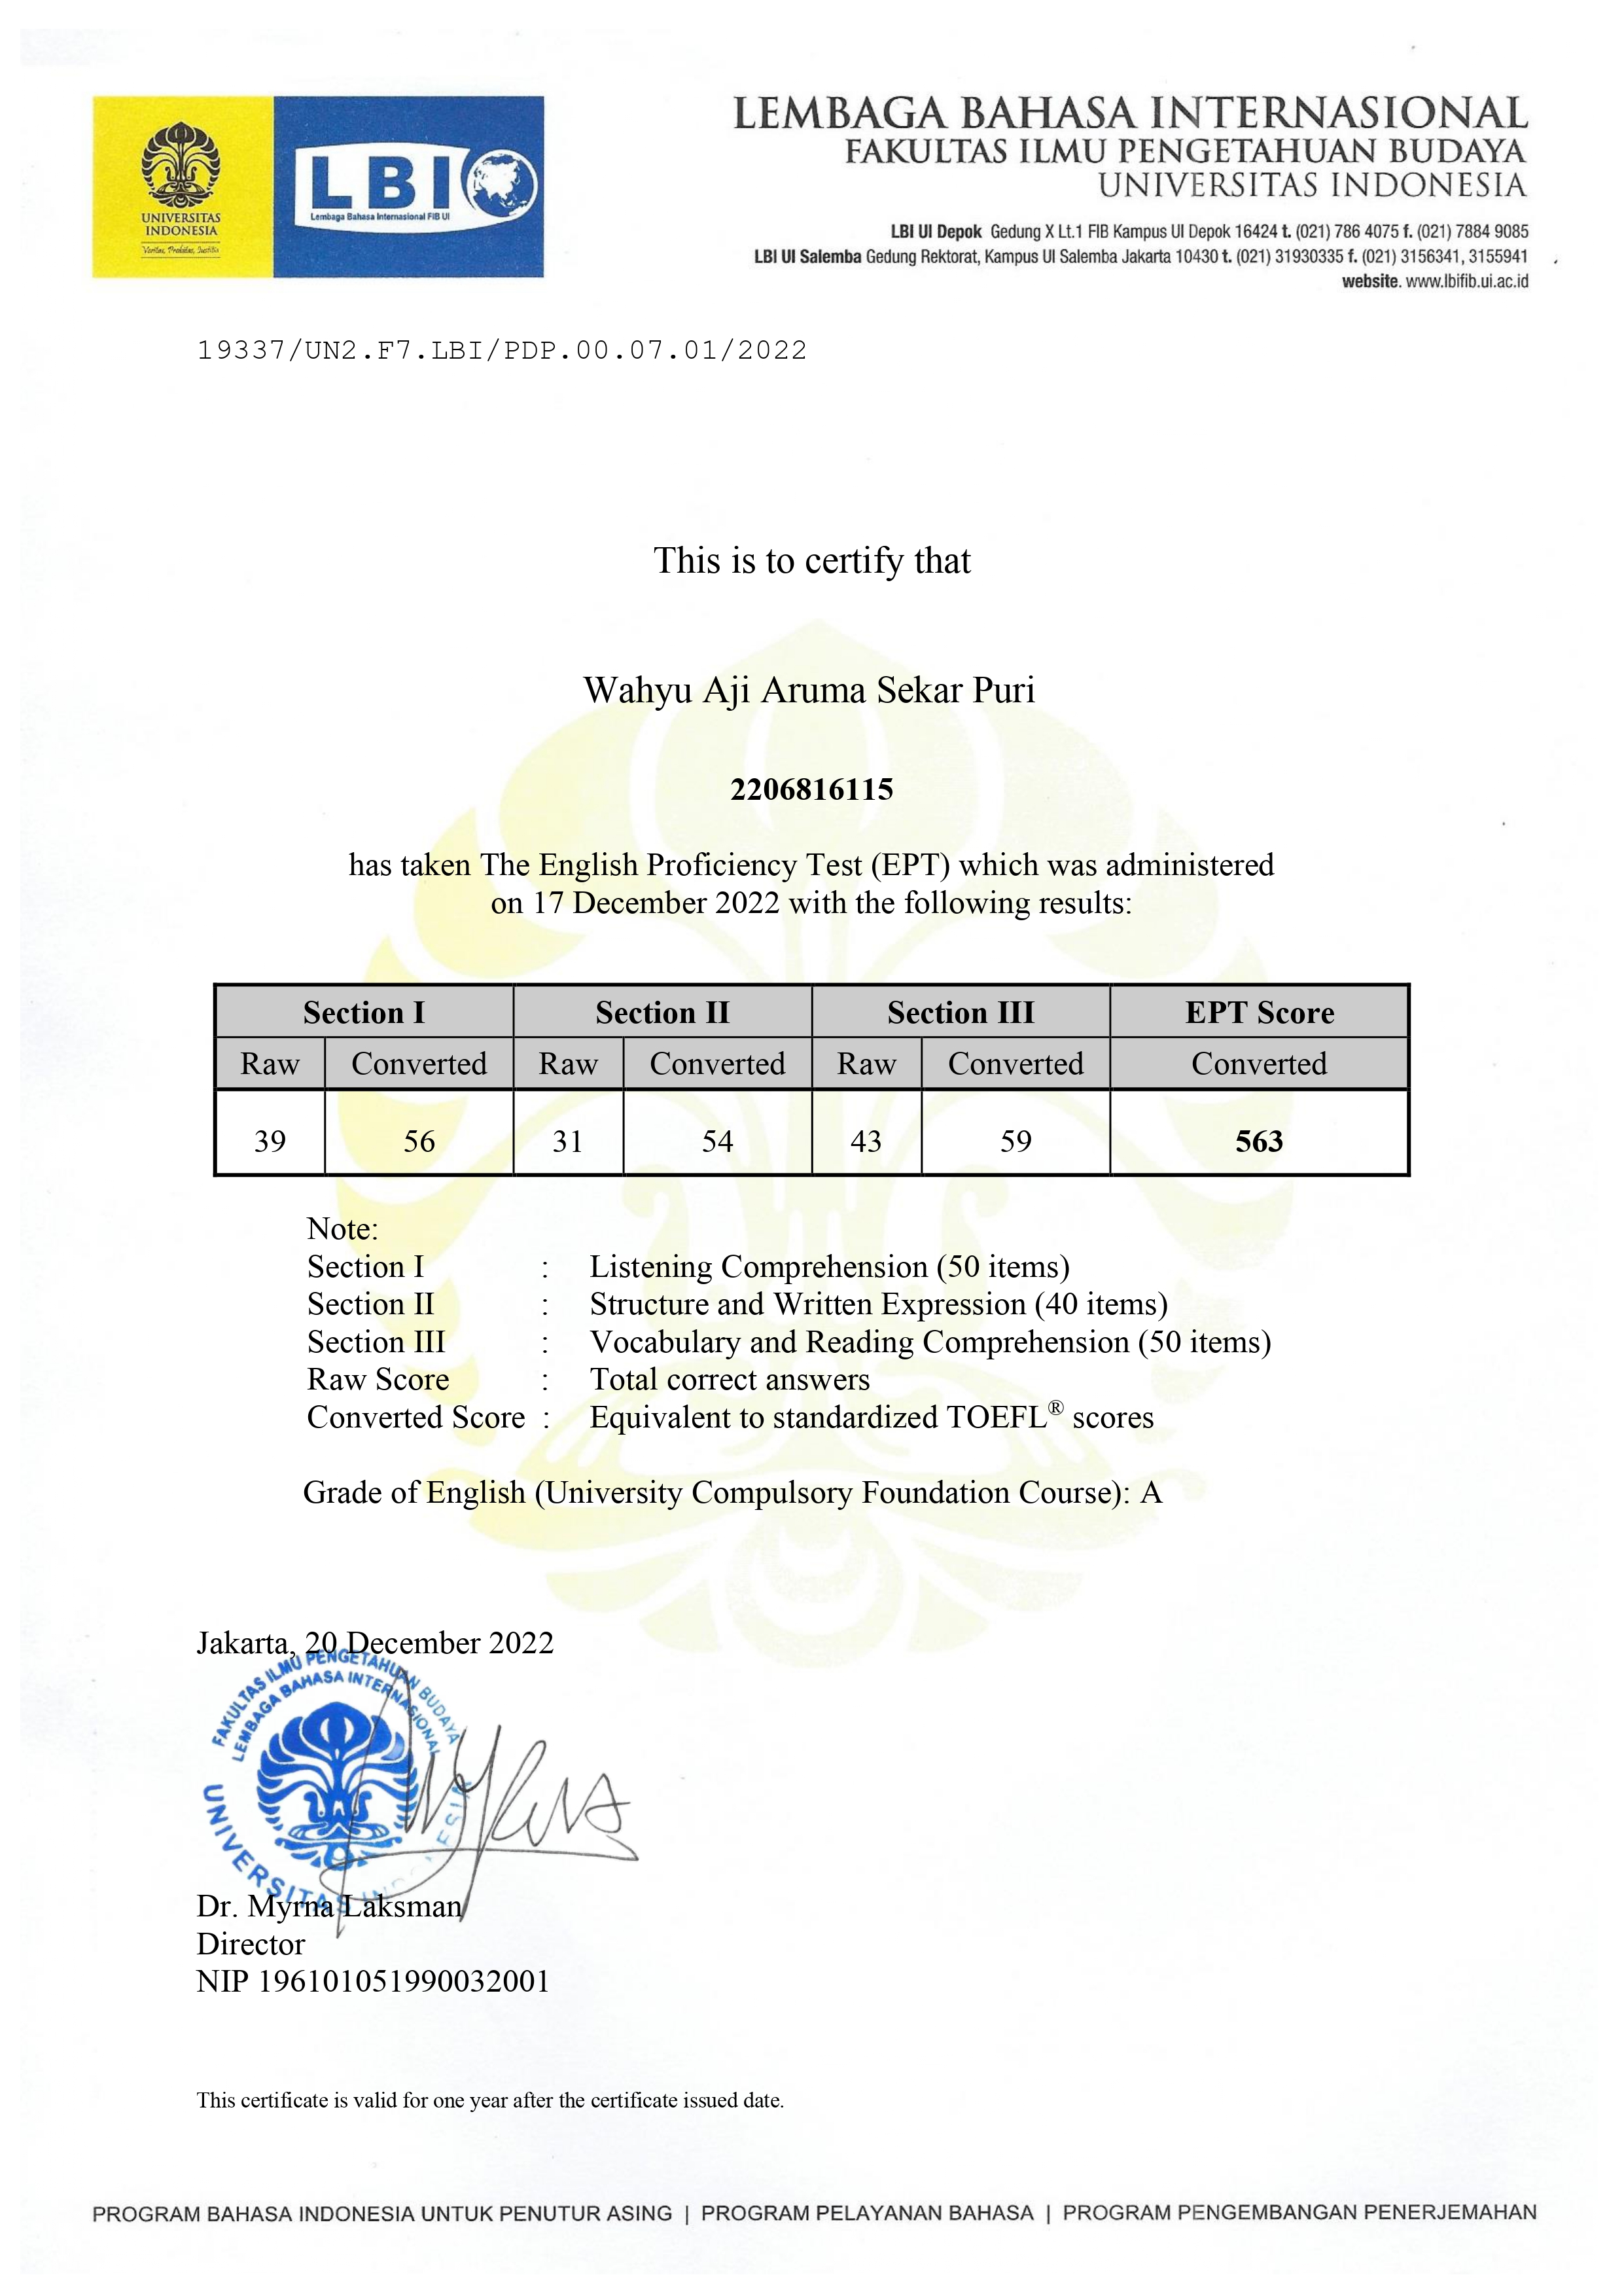 UNIVERSITAS
INDONESIA
Veritas, Probitas, Justitia
LBI
Lembaga Bahasa Internasional FIB UI
LEMBAGA BAHASA INTERNASIONAL
FAKULTAS ILMU PENGETAHUAN BUDAYA
UNIVERSITAS INDONESIA
LBI UI Depok Gedung X Lt.1 FIB Kampus UI Depok 16424 t. (021) 786 4075 f. (021) 7884 9085
LBI UI Salemba Gedung Rektorat, Kampus UI Salemba Jakarta 10430 t. (021) 31930335 f. (021) 3156341, 3155941
website. www.lbifib.ui.ac.id
19337/UN2.F7.LBI/PDP.00.07.01/2022
This is to certify that
Wahyu Aji Aruma Sekar Puri
2206816115
has taken The English Proficiency Test (EPT) which was administered
on 17 December 2022 with the following results:
Section I Section II Section III EPT Score
Raw Converted Raw Converted Raw Converted Converted
39 56 31 54 43 59 563
Note:
Section I : Listening Comprehension (50 items)
Section II : Structure and Written Expression (40 items)
Section III : Vocabulary and Reading Comprehension (50 items)
Raw Score : Total correct answers
Converted Score : Equivalent to standardized TOEFL® scores
Grade of English (University Compulsory Foundation Course): A
Jakarta, 20 December 2022
FAKULTAS ILMU PENGETAHUAN BUDAYA
LEMBAGA BAHASA INTERNASIONAL
UNIVERSITAS INDONESIA
Dr. Myrna Laksman
Director
NIP 196101051990032001
This certificate is valid for one year after the certificate issued date.
PROGRAM BAHASA INDONESIA UNTUK PENUTUR ASING | PROGRAM PELAYANAN BAHASA | PROGRAM PENGEMBANGAN PENERJEMAHAN